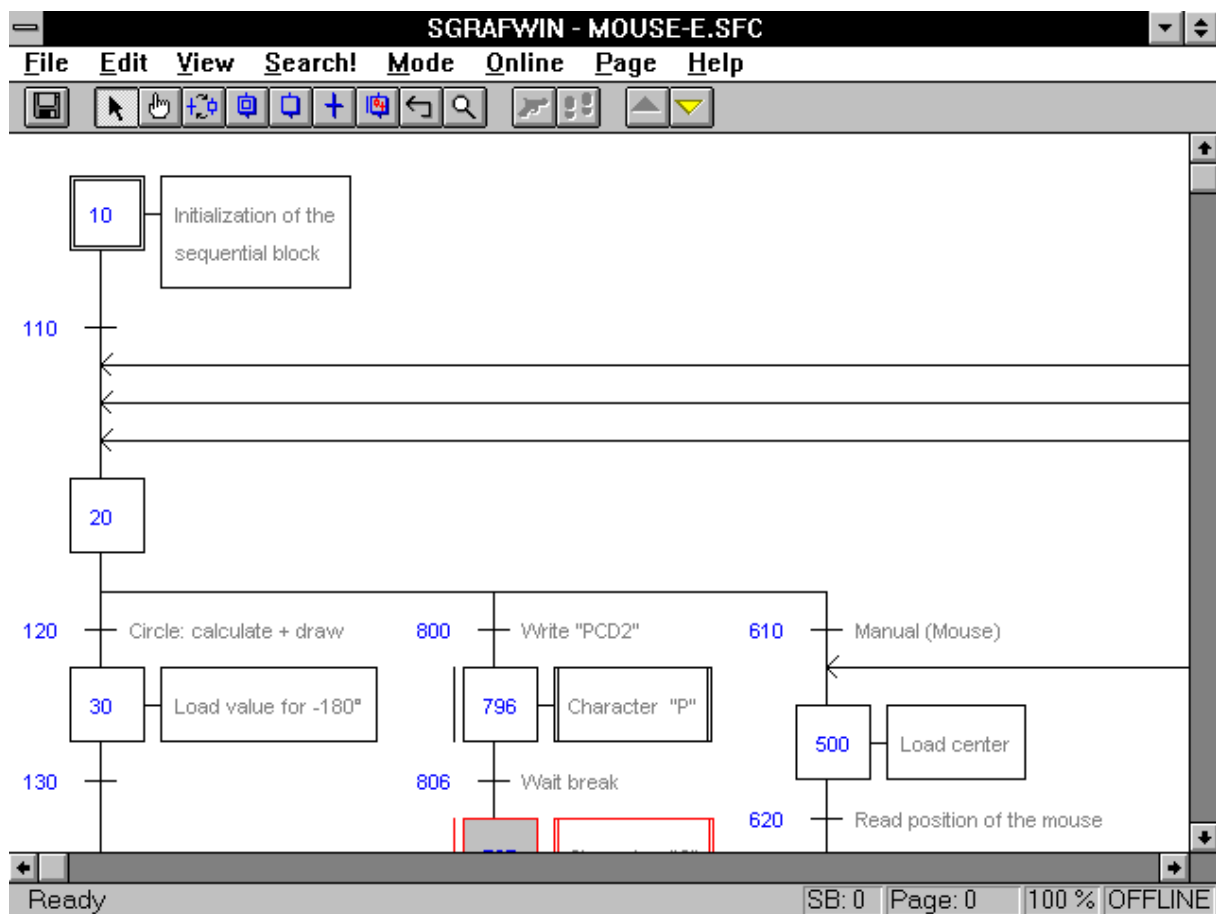 SGRAFWIN - MOUSE-E.SFC
File Edit View Search! Mode Online Page Help
10 Initialization of the
sequential block
110
20
120 Circle: calculate + draw 800 Write "PCD2" 610 Manual (Mouse)
30 Load value for -180° 796 Character "P"
500 Load center
130 806 Wait break
620 Read position of the mouse
Ready SB: 0 Page: 0 100 % OFFLINE